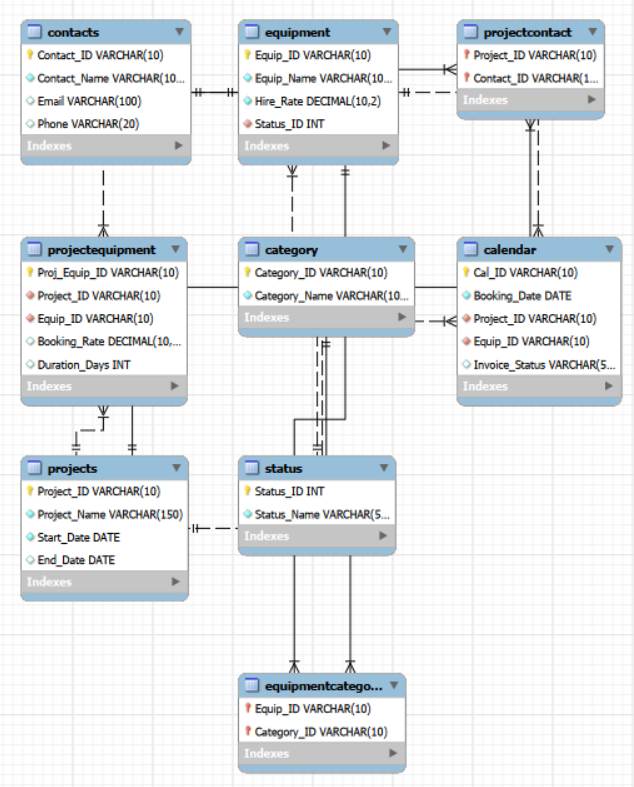 contacts
Contact_ID VARCHAR(10)
Contact_Name VARCHAR(10...
Email VARCHAR(100)
Phone VARCHAR(20)
Indexes
equipment
Equip_ID VARCHAR(10)
Equip_Name VARCHAR(10...
Hire_Rate DECIMAL(10,2)
Status_ID INT
Indexes
projectcontact
Project_ID VARCHAR(10)
Contact_ID VARCHAR(1...
Indexes
projectequipment
Proj_Equip_ID VARCHAR(10)
Project_ID VARCHAR(10)
Equip_ID VARCHAR(10)
Booking_Rate DECIMAL(10,...
Duration_Days INT
Indexes
category
Category_ID VARCHAR(10)
Category_Name VARCHAR(10...
Indexes
calendar
Cal_ID VARCHAR(10)
Booking_Date DATE
Project_ID VARCHAR(10)
Equip_ID VARCHAR(10)
Invoice_Status VARCHAR(5...
Indexes
projects
Project_ID VARCHAR(10)
Project_Name VARCHAR(150)
Start_Date DATE
End_Date DATE
Indexes
status
Status_ID INT
Status_Name VARCHAR(5...
Indexes
equipmentcatego...
Equip_ID VARCHAR(10)
Category_ID VARCHAR(10)
Indexes